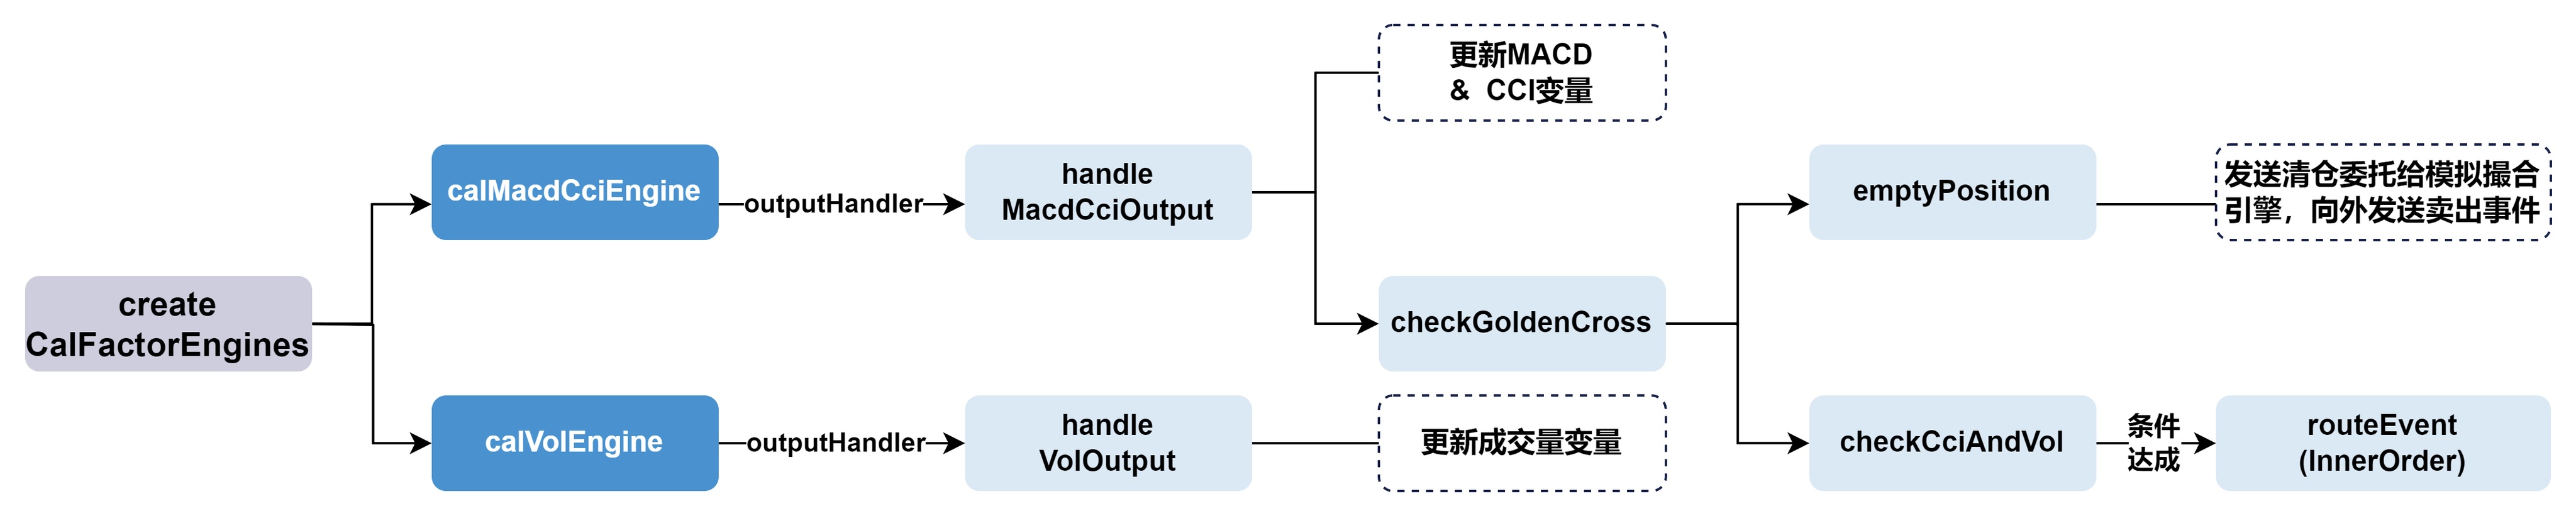 create
CalFactorEngines
calMacdCciEngine
outputHandler
handle
MacdCciOutput
更新MACD
& CCI变量
checkGoldenCross
emptyPosition
发送清仓委托给模拟撮合
引擎，向外发送卖出事件
calVolEngine
outputHandler
handle
VolOutput
更新成交量变量
checkCciAndVol
条件
达成
routeEvent
(InnerOrder)